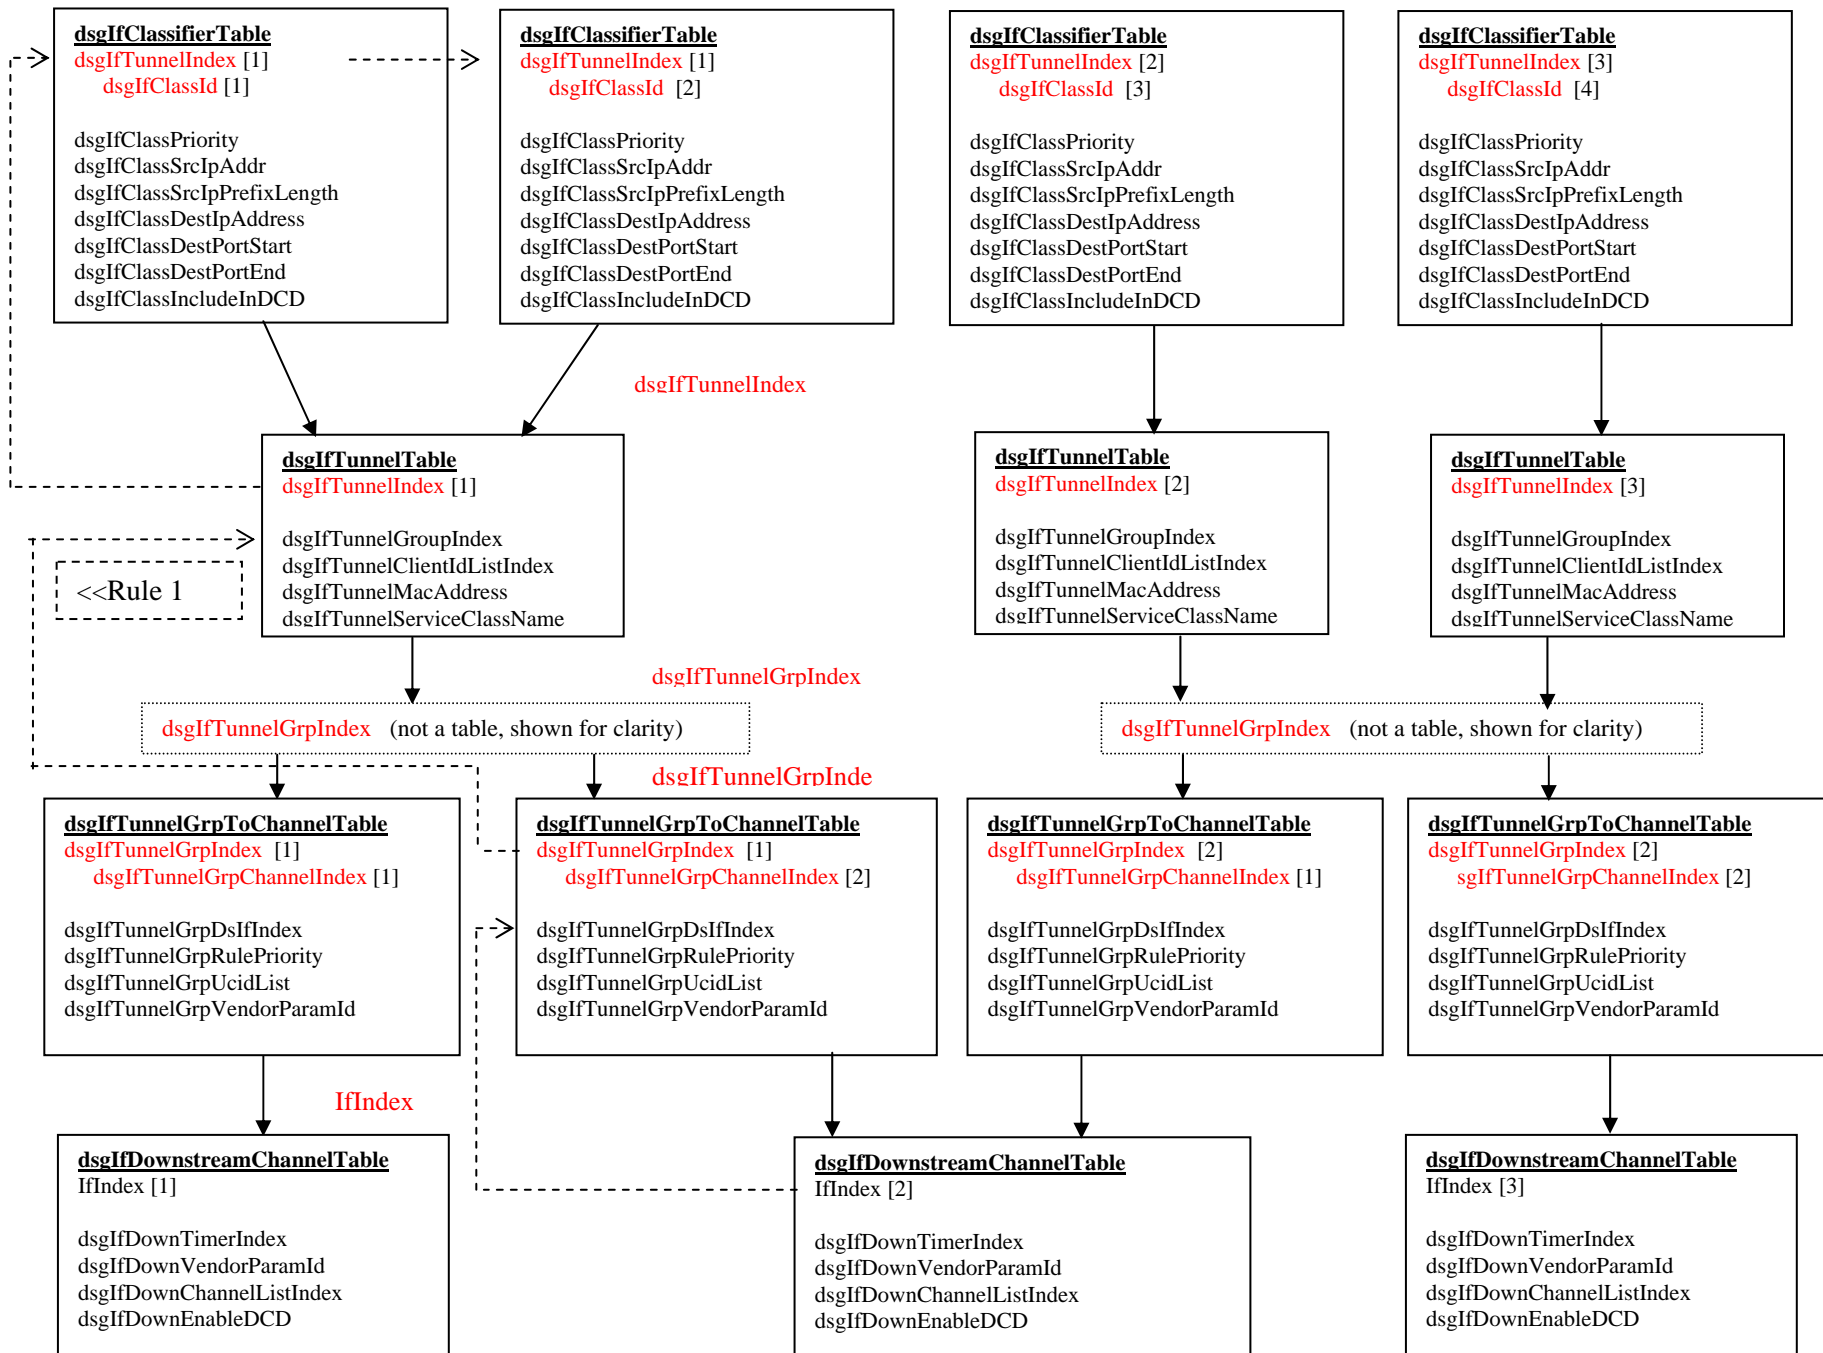 dsgIfClassifierTable
dsgIfTunnelIndex [1]
dsgIfClassId [1]
dsgIfClassPriority
dsgIfClassSrcIpAddr
dsgIfClassSrcIpPrefixLength
dsgIfClassDestIpAddress
dsgIfClassDestPortStart
dsgIfClassDestPortEnd
dsgIfClassIncludeInDCD
dsgIfClassifierTable
dsgIfTunnelIndex [1]
dsgIfClassId [2]
dsgIfClassPriority
dsgIfClassSrcIpAddr
dsgIfClassSrcIpPrefixLength
dsgIfClassDestIpAddress
dsgIfClassDestPortStart
dsgIfClassDestPortEnd
dsgIfClassIncludeInDCD
dsgIfClassifierTable
dsgIfTunnelIndex [2]
dsgIfClassId [3]
dsgIfClassPriority
dsgIfClassSrcIpAddr
dsgIfClassSrcIpPrefixLength
dsgIfClassDestIpAddress
dsgIfClassDestPortStart
dsgIfClassDestPortEnd
dsgIfClassIncludeInDCD
dsgIfClassifierTable
dsgIfTunnelIndex [3]
dsgIfClassId [4]
dsgIfClassPriority
dsgIfClassSrcIpAddr
dsgIfClassSrcIpPrefixLength
dsgIfClassDestIpAddress
dsgIfClassDestPortStart
dsgIfClassDestPortEnd
dsgIfClassIncludeInDCD
dsgIfTunnelIndex
dsgIfTunnelTable
dsgIfTunnelIndex [1]
dsgIfTunnelGroupIndex
dsgIfTunnelClientIdListIndex
dsgIfTunnelMacAddress
dsgIfTunnelServiceClassName
<<Rule 1
dsgIfTunnelTable
dsgIfTunnelIndex [2]
dsgIfTunnelGroupIndex
dsgIfTunnelClientIdListIndex
dsgIfTunnelMacAddress
dsgIfTunnelServiceClassName
dsgIfTunnelTable
dsgIfTunnelIndex [3]
dsgIfTunnelGroupIndex
dsgIfTunnelClientIdListIndex
dsgIfTunnelMacAddress
dsgIfTunnelServiceClassName
dsgIfTunnelGrpIndex
dsgIfTunnelGrpIndex (not a table, shown for clarity)
dsgIfTunnelGrpIndex (not a table, shown for clarity)
dsgIfTunnelGrpInde
dsgIfTunnelGrpToChannelTable
dsgIfTunnelGrpIndex [1]
dsgIfTunnelGrpChannelIndex [1]
dsgIfTunnelGrpDsIfIndex
dsgIfTunnelGrpRulePriority
dsgIfTunnelGrpUcidList
dsgIfTunnelGrpVendorParamId
dsgIfTunnelGrpToChannelTable
dsgIfTunnelGrpIndex [1]
dsgIfTunnelGrpChannelIndex [2]
dsgIfTunnelGrpDsIfIndex
dsgIfTunnelGrpRulePriority
dsgIfTunnelGrpUcidList
dsgIfTunnelGrpVendorParamId
dsgIfTunnelGrpToChannelTable
dsgIfTunnelGrpIndex [2]
dsgIfTunnelGrpChannelIndex [1]
dsgIfTunnelGrpDsIfIndex
dsgIfTunnelGrpRulePriority
dsgIfTunnelGrpUcidList
dsgIfTunnelGrpVendorParamId
dsgIfTunnelGrpToChannelTable
dsgIfTunnelGrpIndex [2]
sgIfTunnelGrpChannelIndex [2]
dsgIfTunnelGrpDsIfIndex
dsgIfTunnelGrpRulePriority
dsgIfTunnelGrpUcidList
dsgIfTunnelGrpVendorParamId
IfIndex
dsgIfDownstreamChannelTable
IfIndex [1]
dsgIfDownTimerIndex
dsgIfDownVendorParamId
dsgIfDownChannelListIndex
dsgIfDownEnableDCD
dsgIfDownstreamChannelTable
IfIndex [2]
dsgIfDownTimerIndex
dsgIfDownVendorParamId
dsgIfDownChannelListIndex
dsgIfDownEnableDCD
dsgIfDownstreamChannelTable
IfIndex [3]
dsgIfDownTimerIndex
dsgIfDownVendorParamId
dsgIfDownChannelListIndex
dsgIfDownEnableDCD